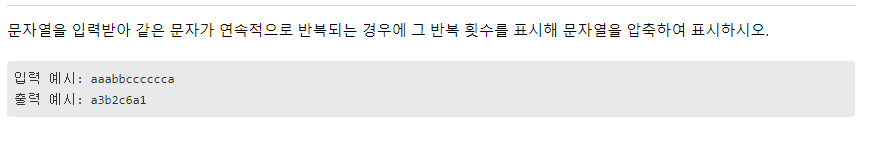 문자열을 입력받아 같은 문자가 연속적으로 반복되는 경우에 그 반복 횟수를 표시해 문자열을 압축하여 표시하시오.
입력 예시: aaabbcccccca
출력 예시: a3b2c6a1